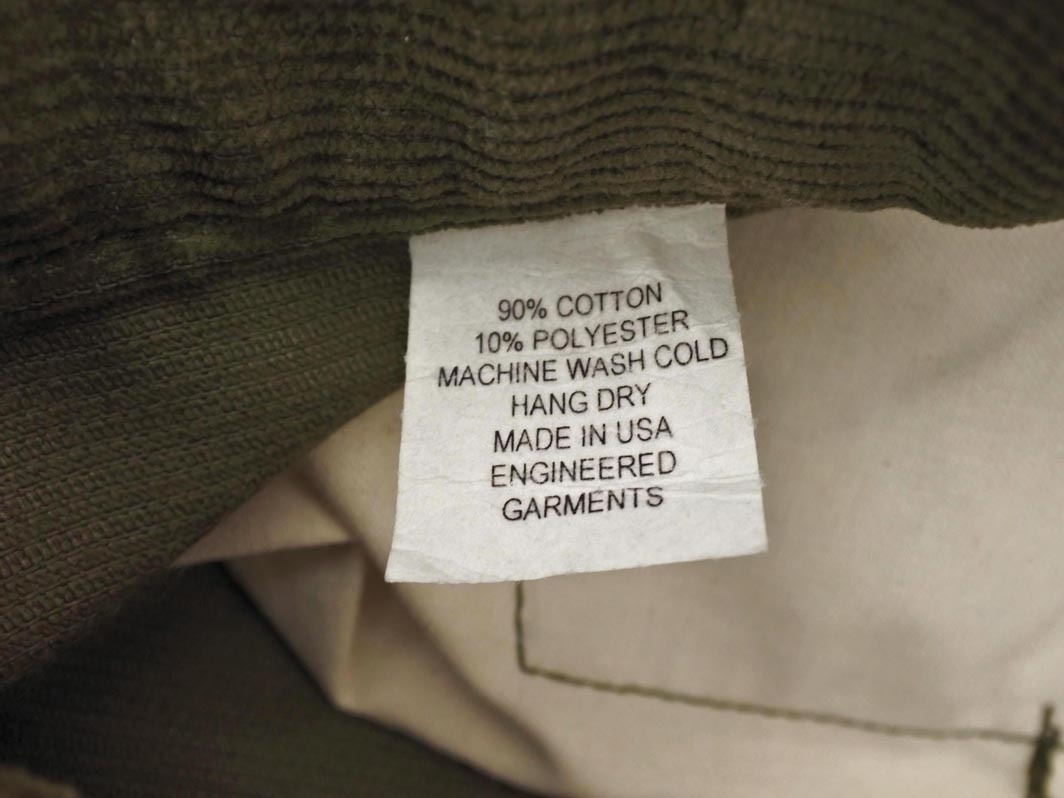 90% COTTON
10% POLYESTER
MACHINE WASH COLD
HANG DRY
MADE IN USA
ENGINEERED
GARMENTS